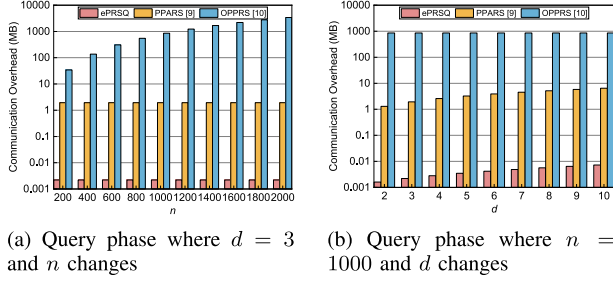 ePRSQ PPARS [9] OPPRS [10]
Communication Overhead (MB)
10000
1000
100
10
1
0.1
0.01
0.001
200 400 600 800 1000 1200 1400 1600 1800 2000
n
(a) Query phase where d = 3
and n changes
ePRSQ PPARS [9] OPPRS [10]
Communication Overhead (MB)
10000
1000
100
10
1
0.1
0.01
0.001
2 3 4 5 6 7 8 9 10
d
(b) Query phase where n =
1000 and d changes